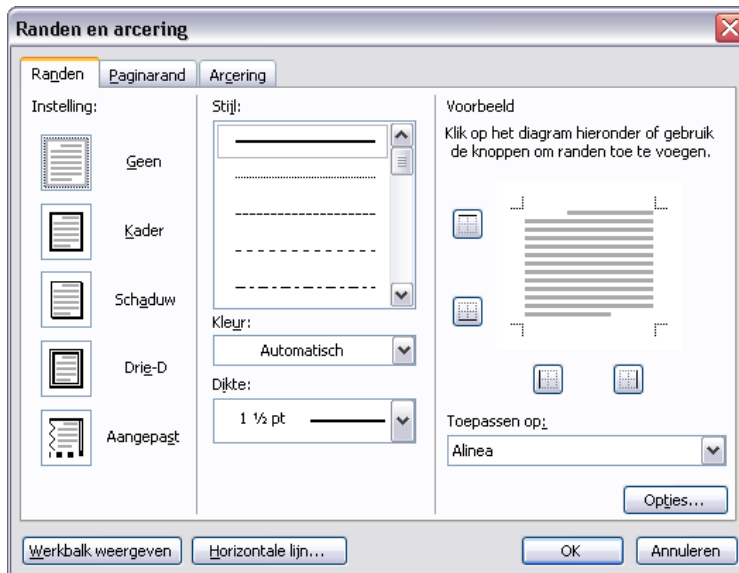 Randen en arcering
Randen
Paginarand
Arcering
Instelling:
Geen
Kader
Schaduw
Drie-D
Aangepast
Stijl:
Kleur:
Automatisch
Dikte:
1 ½ pt
Voorbeeld
Klik op het diagram hieronder of gebruik
de knoppen om randen toe te voegen.
Toepassen op:
Alinea
Opties...
Werkbalk weergeven
Horizontale lijn...
OK
Annuleren